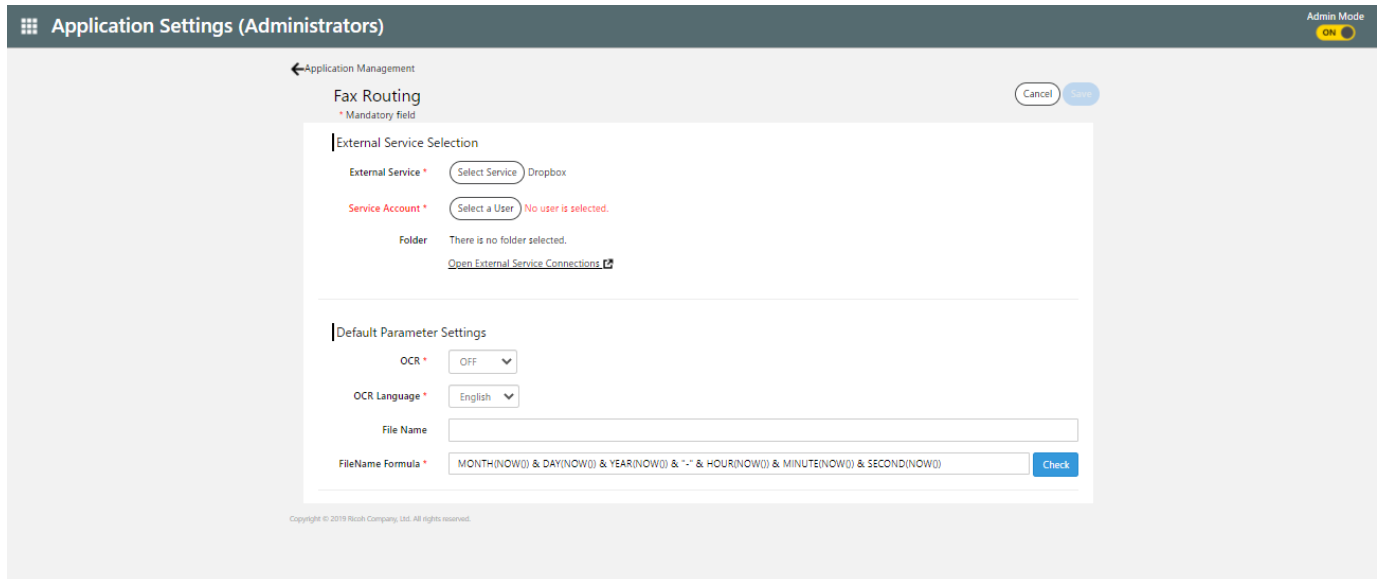 Application Settings (Administrators)
Admin Mode
ON
Application Management
Fax Routing
Cancel
Save
* Mandatory field
External Service Selection
External Service * Select Service Dropbox
Service Account * Select a User No user is selected.
Folder There is no folder selected.
Open External Service Connections
Default Parameter Settings
OCR * OFF
OCR Language * English
File Name
FileName Formula * MONTH(NOW()) & DAY(NOW()) & YEAR(NOW()) & "-" & HOUR(NOW()) & MINUTE(NOW()) & SECOND(NOW()) Check
Copyright © 2019 Ricoh Company, Ltd. All rights reserved.